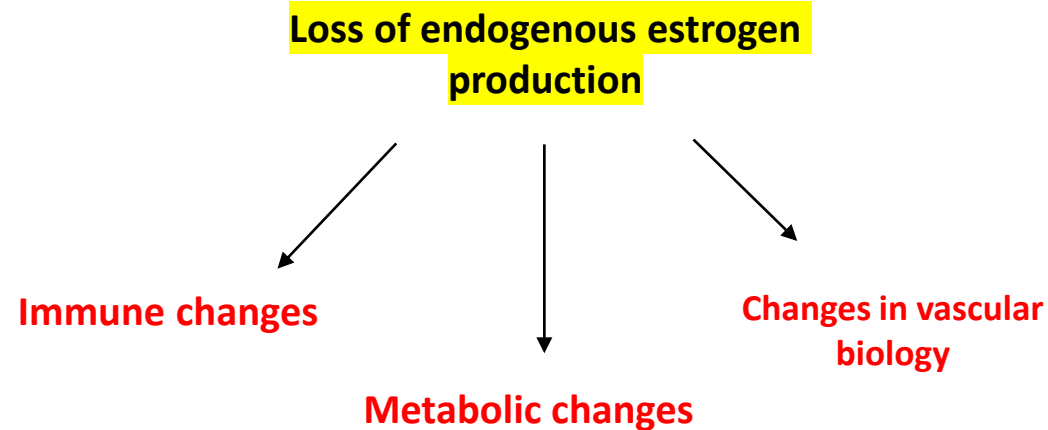 Loss of endogenous estrogen
production
Immune changes
Changes in vascular
biology
Metabolic changes